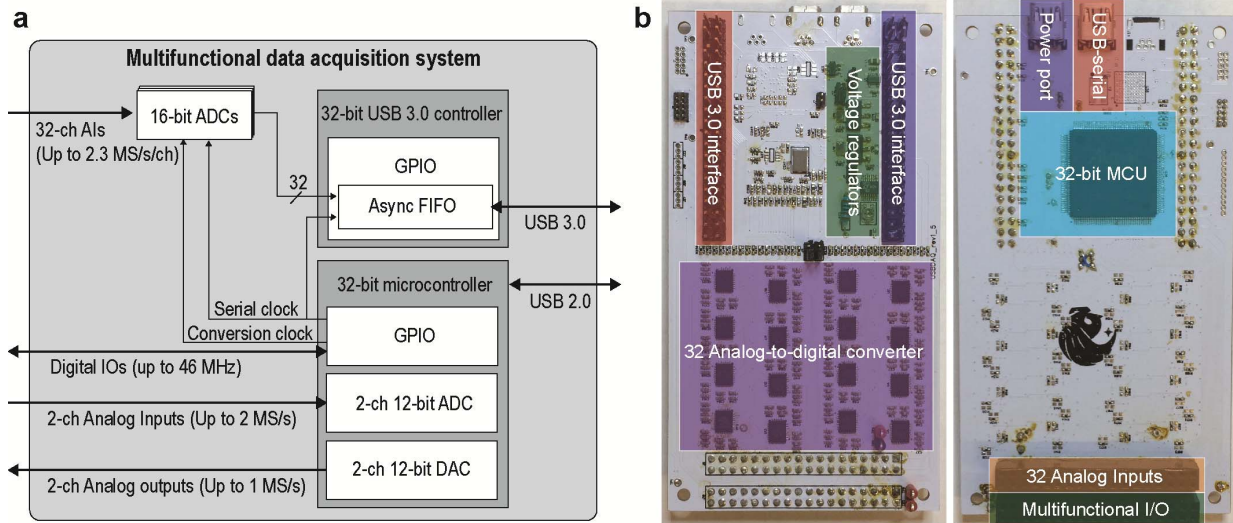 a
Multifunctional data acquisition system
16-bit ADCs
32-ch AIs
(Up to 2.3 MS/s/ch)
32-bit USB 3.0 controller
GPIO
32
Async FIFO
USB 3.0
32-bit microcontroller
USB 2.0
Serial clock
Conversion clock
GPIO
Digital IOs (up to 46 MHz)
2-ch 12-bit ADC
2-ch Analog Inputs (Up to 2 MS/s)
2-ch 12-bit DAC
2-ch Analog outputs (Up to 1 MS/s)
b
USB 3.0 interface
Voltage regulators
USB 3.0 interface
32 Analog-to-digital converter
Power port
USB-serial
32-bit MCU
32 Analog Inputs
Multifunctional I/O